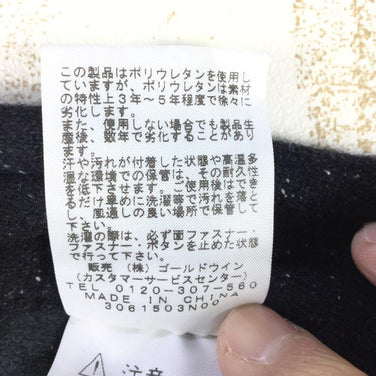 この製品はポリウレタンを使用し
ていますが、ポリウレタンは素材
の特性上3年～5年程度で徐々に
劣化します。
また、使用しない場合でも製品生
産後、数年で劣化することがあり
ます。
汗や汚れが付着した状態や高温多
湿な環境での保管は、その耐久性
を低下させます。ご使用後はでき
るだけ早めに洗濯等で汚れを落と
し、風通しの良い場所で保管して
下さい。
洗濯の際は、必ず面ファスナー、
ファスナー・ボタンを止めた状態
で行って下さい。
販売 (株)ゴールドウイン
(カスタマーサービスセンター)
TEL 0120-307-560
MADE IN CHINA
3061503N00
注意